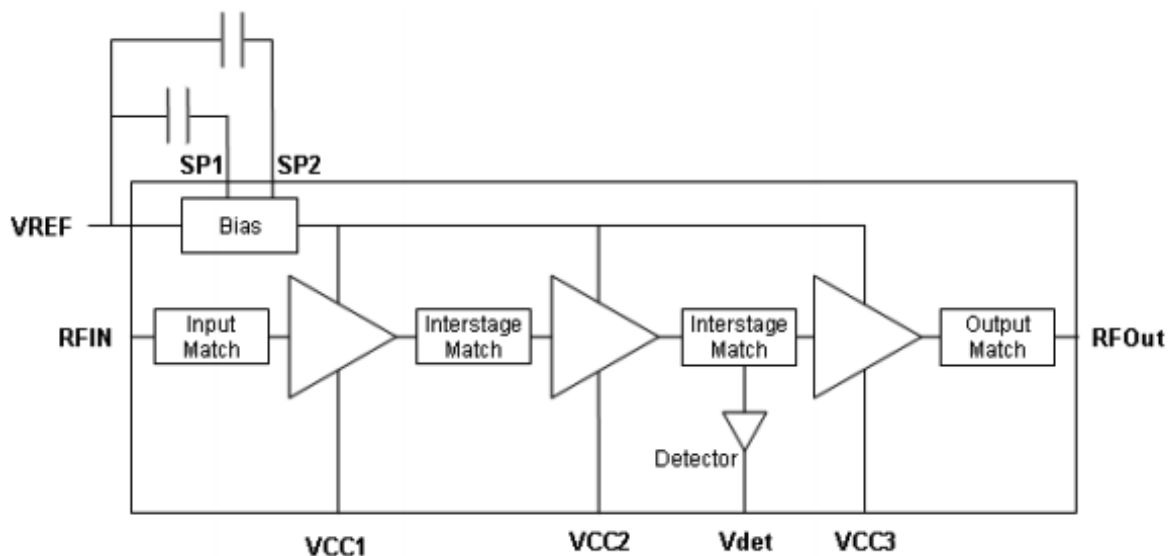 SP1
SP2
VREF
Bias
RFIN
Input
Match
Interstage
Match
Interstage
Match
Output
Match
RFOut
Detector
VCC1
VCC2
Vdet
VCC3